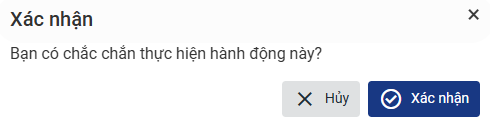 Xác nhận
Bạn có chắc chắn thực hiện hành động này?
Hủy
Xác nhận